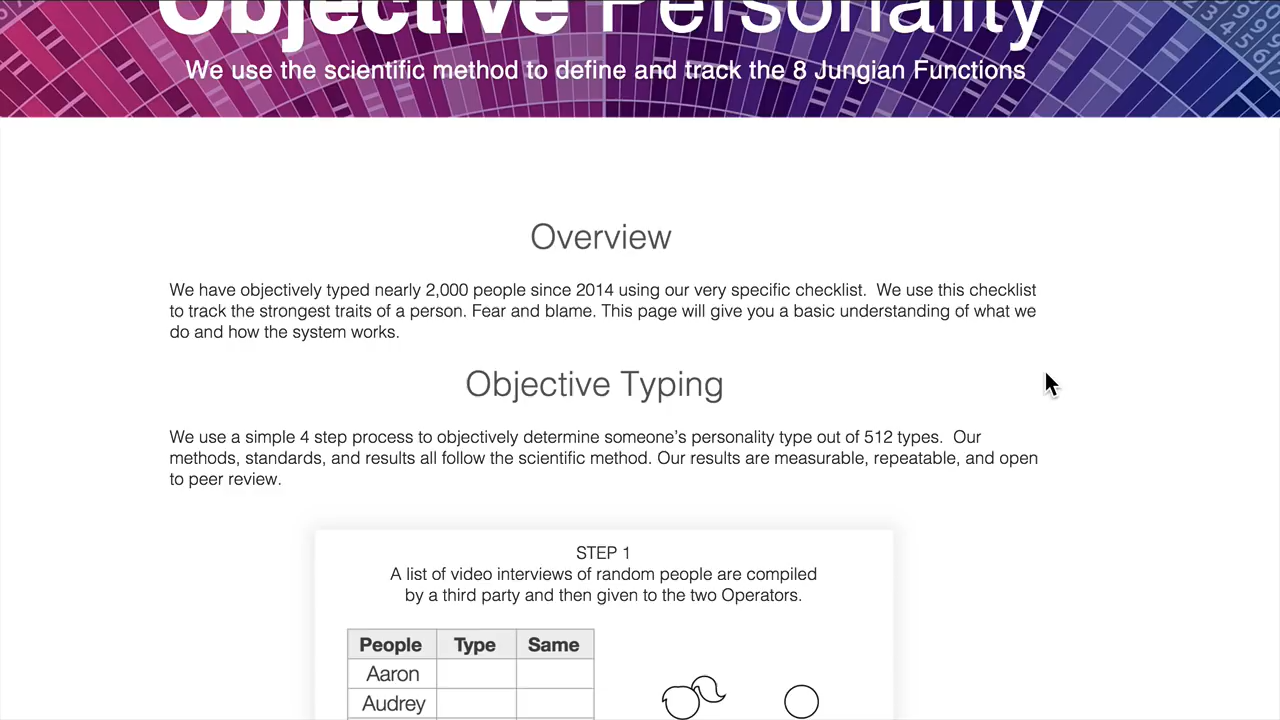 Objective Personality
We use the scientific method to define and track the 8 Jungian Functions
Overview
We have objectively typed nearly 2,000 people since 2014 using our very specific checklist.  We use this checklist
to track the strongest traits of a person. Fear and blame. This page will give you a basic understanding of what we
do and how the system works.
Objective Typing
We use a simple 4 step process to objectively determine someone’s personality type out of 512 types.  Our
methods, standards, and results all follow the scientific method. Our results are measurable, repeatable, and open
to peer review.
STEP 1
A list of video interviews of random people are compiled
by a third party and then given to the two Operators.
People Type Same
Aaron
Audrey